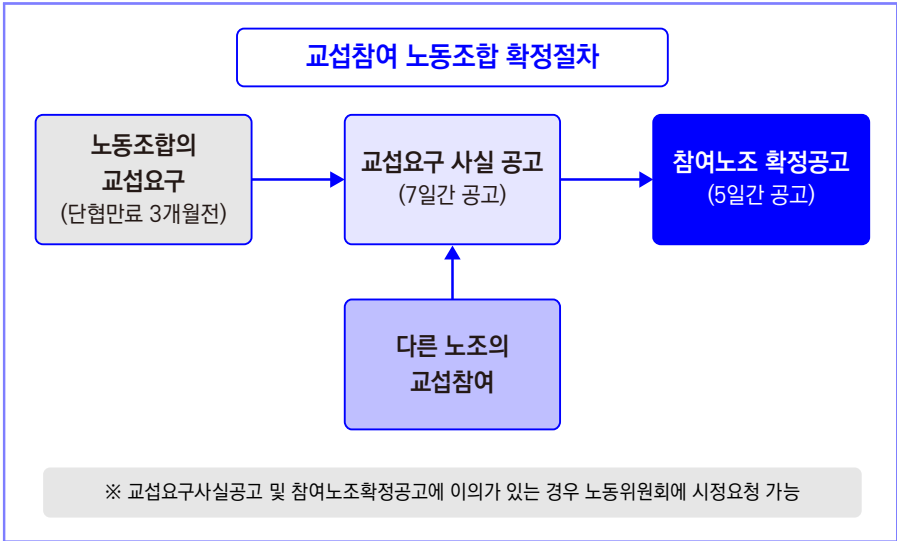 교섭참여 노동조합 확정절차
노동조합의
교섭요구
(단협만료 3개월전)
교섭요구 사실 공고
(7일간 공고)
참여노조 확정공고
(5일간 공고)
다른 노조의
교섭참여
※ 교섭요구사실공고 및 참여노조확정공고에 이의가 있는 경우 노동위원회에 시정요청 가능